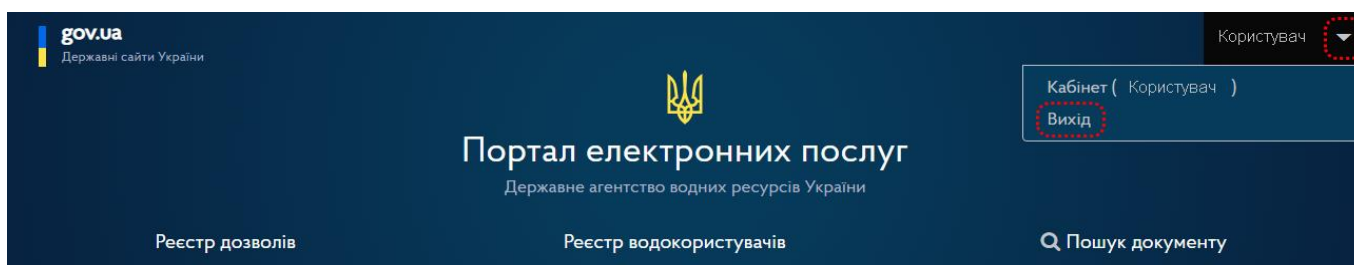 gov.ua
Державні сайти України
Користувач
Кабінет ( Користувач )
Вихід
Портал електронних послуг
Державне агентство водних ресурсів України
Реєстр дозволів
Реєстр водокористувачів
Пошук документу